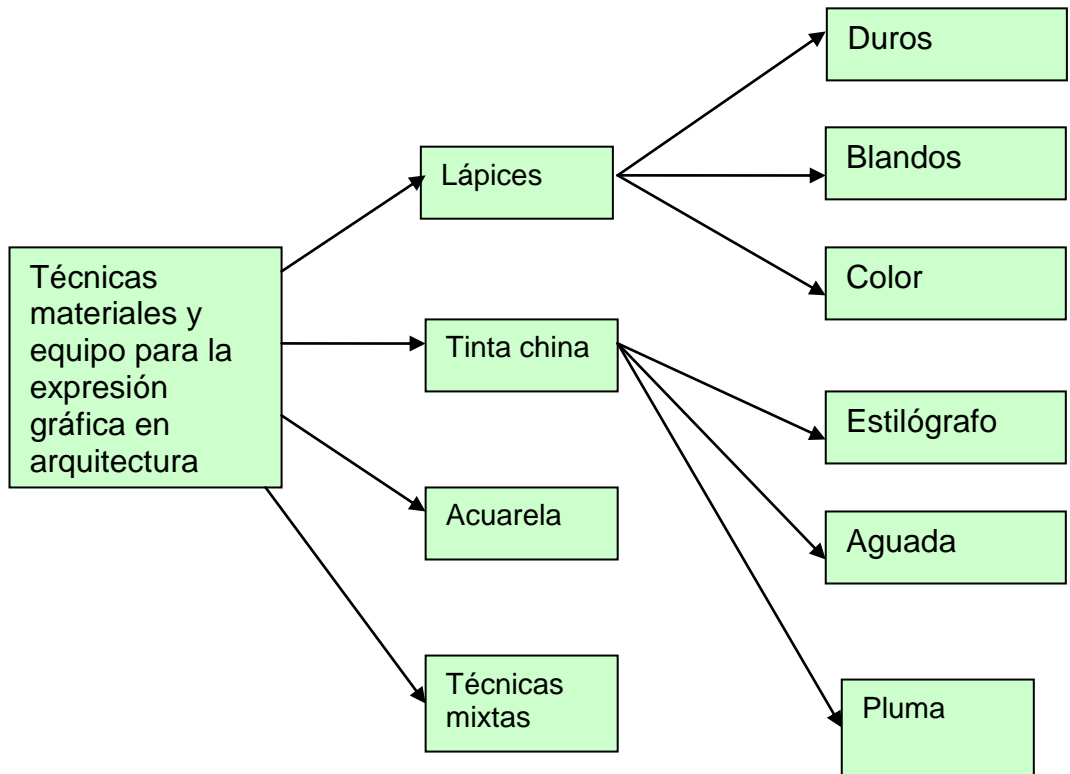 Técnicas
materiales y
equipo para la
expresión
gráfica en
arquitectura
Lápices
Tinta china
Acuarela
Técnicas
mixtas
Duros
Blandos
Color
Estilógrafo
Aguada
Pluma